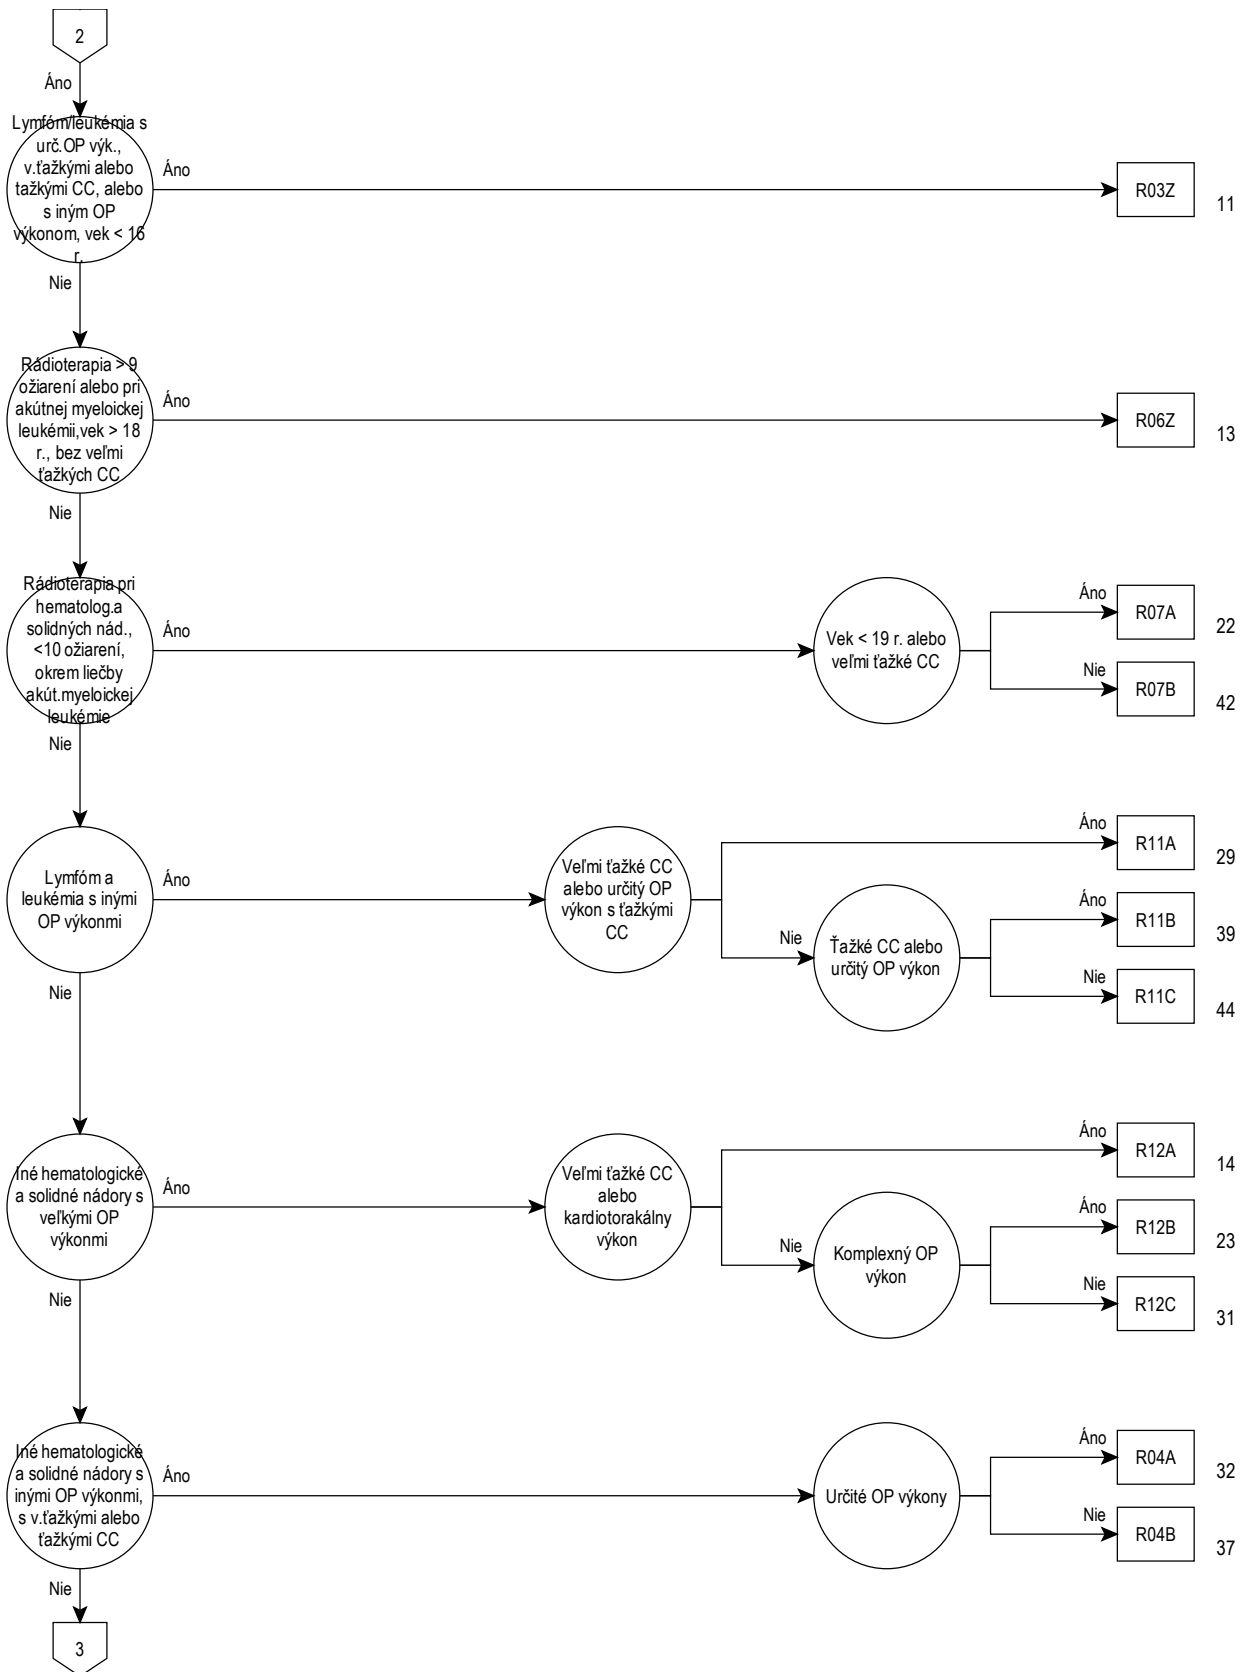 2
Áno
Lymfóm/leukémia s
urč.OP výk.,
v.ťažkými alebo
tažkými CC, alebo
s iným OP
výkonom, vek < 16
r.
Áno
R03Z
11
Nie
Rádioterapia > 9
ožiarení alebo pri
akútnej myeloickej
leukémii,vek > 18
r., bez veľmi
ťažkých CC
Áno
R06Z
13
Nie
Rádioterapia pri
hematolog.a
solidných nád.,
<10 ožiarení,
okrem liečby
akút.myeloickej
leukémie
Áno
Vek < 19 r. alebo
veľmi ťažké CC
Áno
R07A
22
Nie
R07B
42
Nie
Lymfóm a
leukémia s inými
OP výkonmi
Áno
Veľmi ťažké CC
alebo určitý OP
výkon s ťažkými
CC
Áno
R11A
29
Nie
Ťažké CC alebo
určitý OP výkon
Áno
R11B
39
Nie
R11C
44
Nie
Iné hematologické
a solidné nádory s
veľkými OP
výkonmi
Áno
Veľmi ťažké CC
alebo
kardiotorakálny
výkon
Áno
R12A
14
Nie
Komplexný OP
výkon
Áno
R12B
23
Nie
R12C
31
Nie
Iné hematologické
a solidné nádory s
inými OP výkonmi,
s v.ťažkými alebo
ťažkými CC
Áno
Určité OP výkony
Áno
R04A
32
Nie
R04B
37
Nie
3